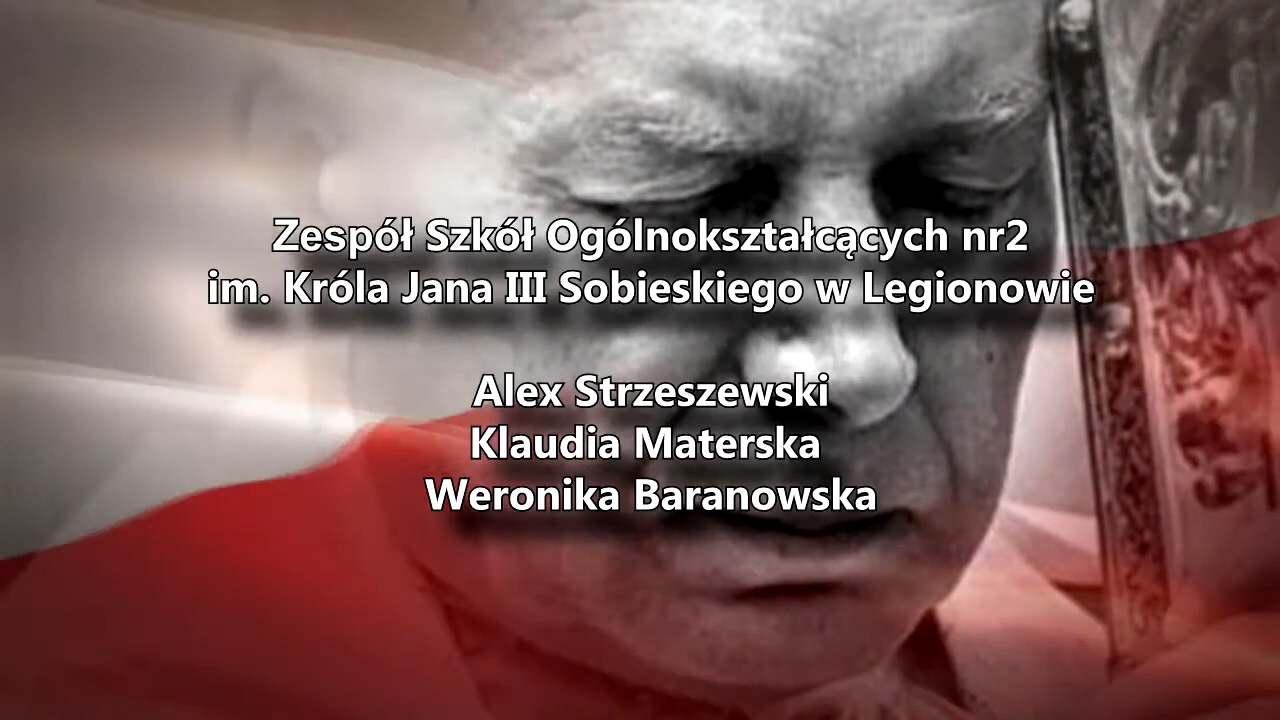 Zespół Szkół Ogólnokształcących nr2
im. Króla Jana III Sobieskiego w Legionowie
Alex Strzeszewski
Klaudia Materska
Weronika Baranowska